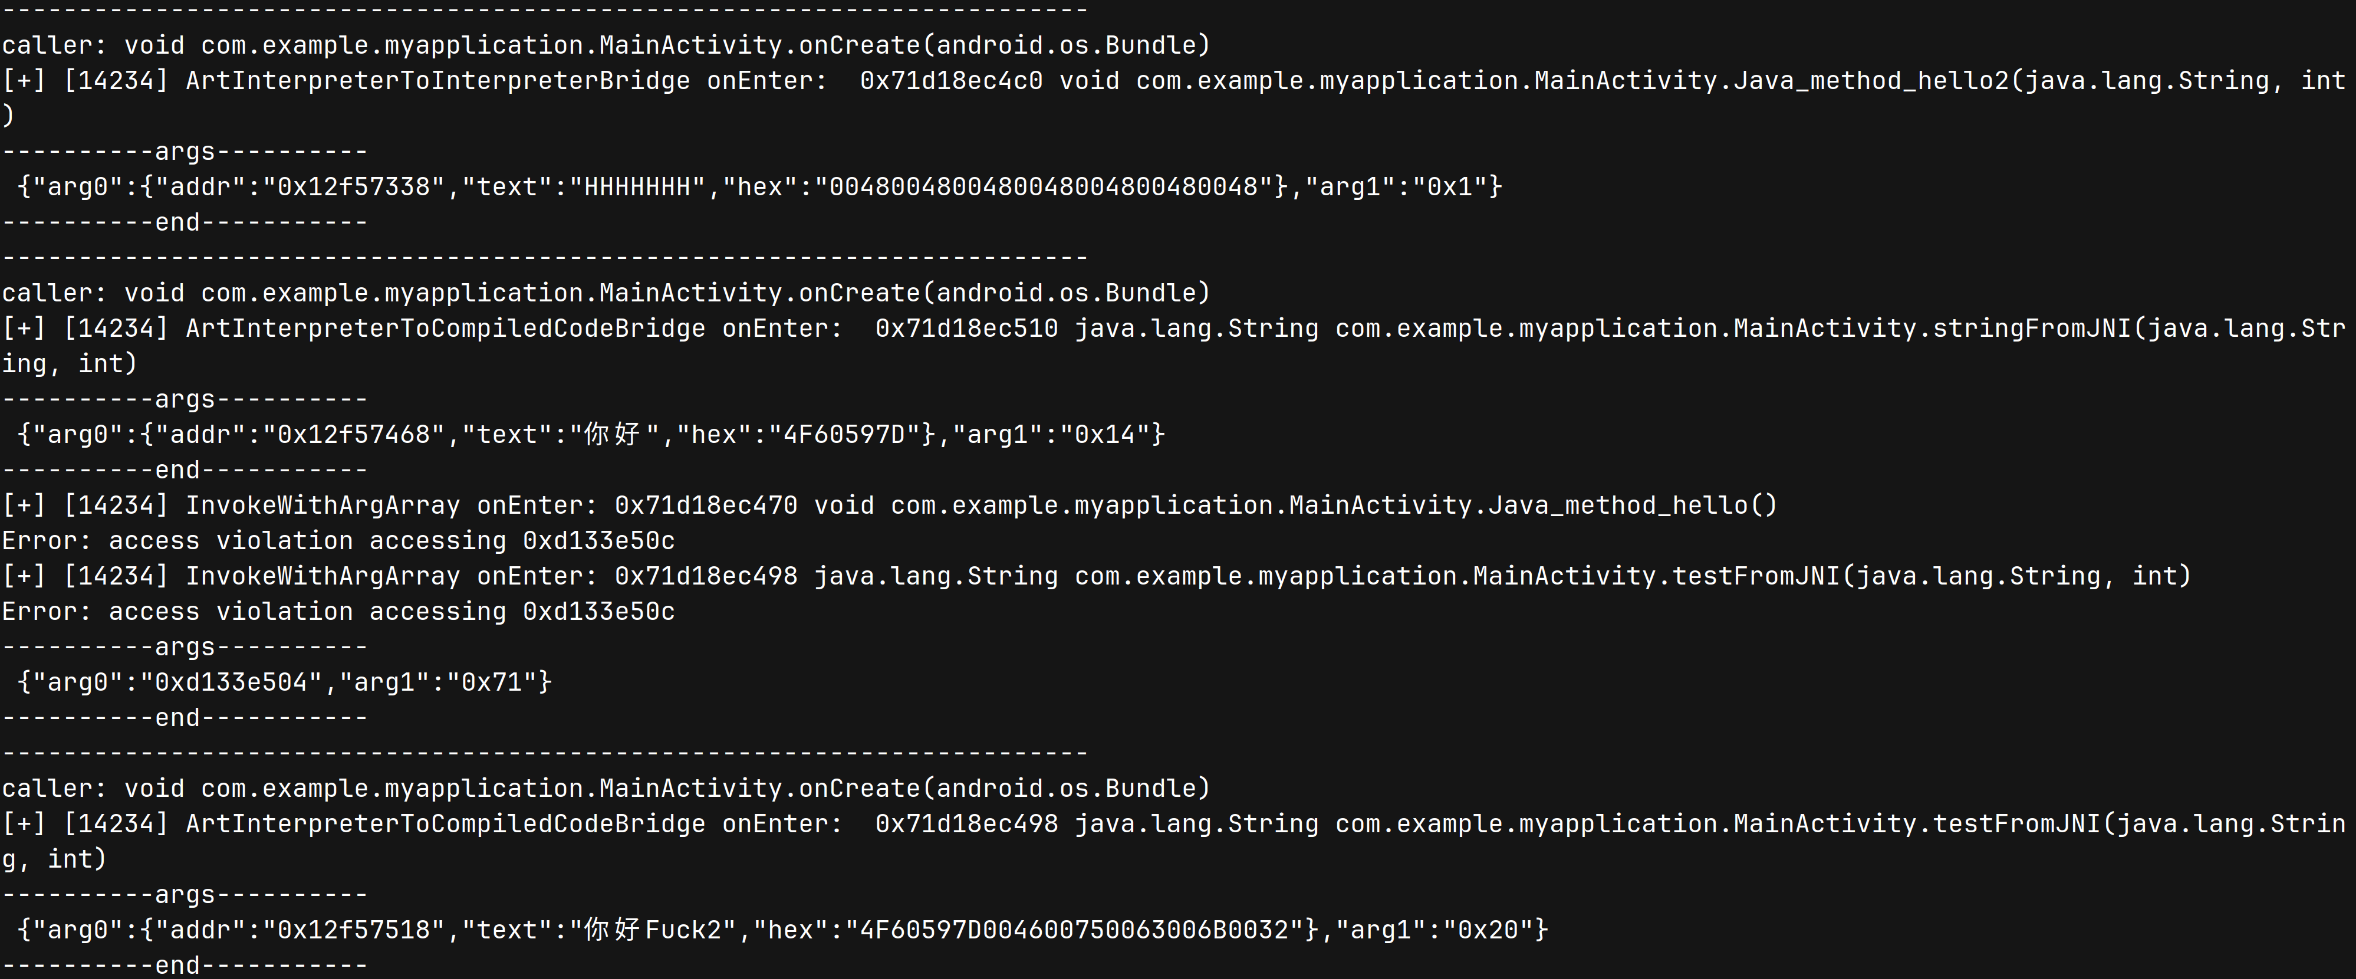 -----------------------------------------------------------------------
caller: void com.example.myapplication.MainActivity.onCreate(android.os.Bundle)
[+] [14234] ArtInterpreterToInterpreterBridge onEnter:  0x71d18ec4c0 void com.example.myapplication.MainActivity.Java_method_hello2(java.lang.String, int
)
----------args----------
 {"arg0":{"addr":"0x12f57338","text":"HHHHHHH","hex":"0048004800480048004800480048"},"arg1":"0x1"}
----------end-----------
-----------------------------------------------------------------------
caller: void com.example.myapplication.MainActivity.onCreate(android.os.Bundle)
[+] [14234] ArtInterpreterToCompiledCodeBridge onEnter:  0x71d18ec510 java.lang.String com.example.myapplication.MainActivity.stringFromJNI(java.lang.Str
ing, int)
----------args----------
 {"arg0":{"addr":"0x12f57468","text":"你好","hex":"4F60597D"},"arg1":"0x14"}
----------end-----------
[+] [14234] InvokeWithArgArray onEnter: 0x71d18ec470 void com.example.myapplication.MainActivity.Java_method_hello()
Error: access violation accessing 0xd133e50c
[+] [14234] InvokeWithArgArray onEnter: 0x71d18ec498 java.lang.String com.example.myapplication.MainActivity.testFromJNI(java.lang.String, int)
Error: access violation accessing 0xd133e50c
----------args----------
 {"arg0":"0xd133e504","arg1":"0x71"}
----------end-----------
-----------------------------------------------------------------------
caller: void com.example.myapplication.MainActivity.onCreate(android.os.Bundle)
[+] [14234] ArtInterpreterToCompiledCodeBridge onEnter:  0x71d18ec498 java.lang.String com.example.myapplication.MainActivity.testFromJNI(java.lang.Strin
g, int)
----------args----------
 {"arg0":{"addr":"0x12f57518","text":"你好Fuck2","hex":"4F60597D004600750063006B0032"},"arg1":"0x20"}
----------end-----------